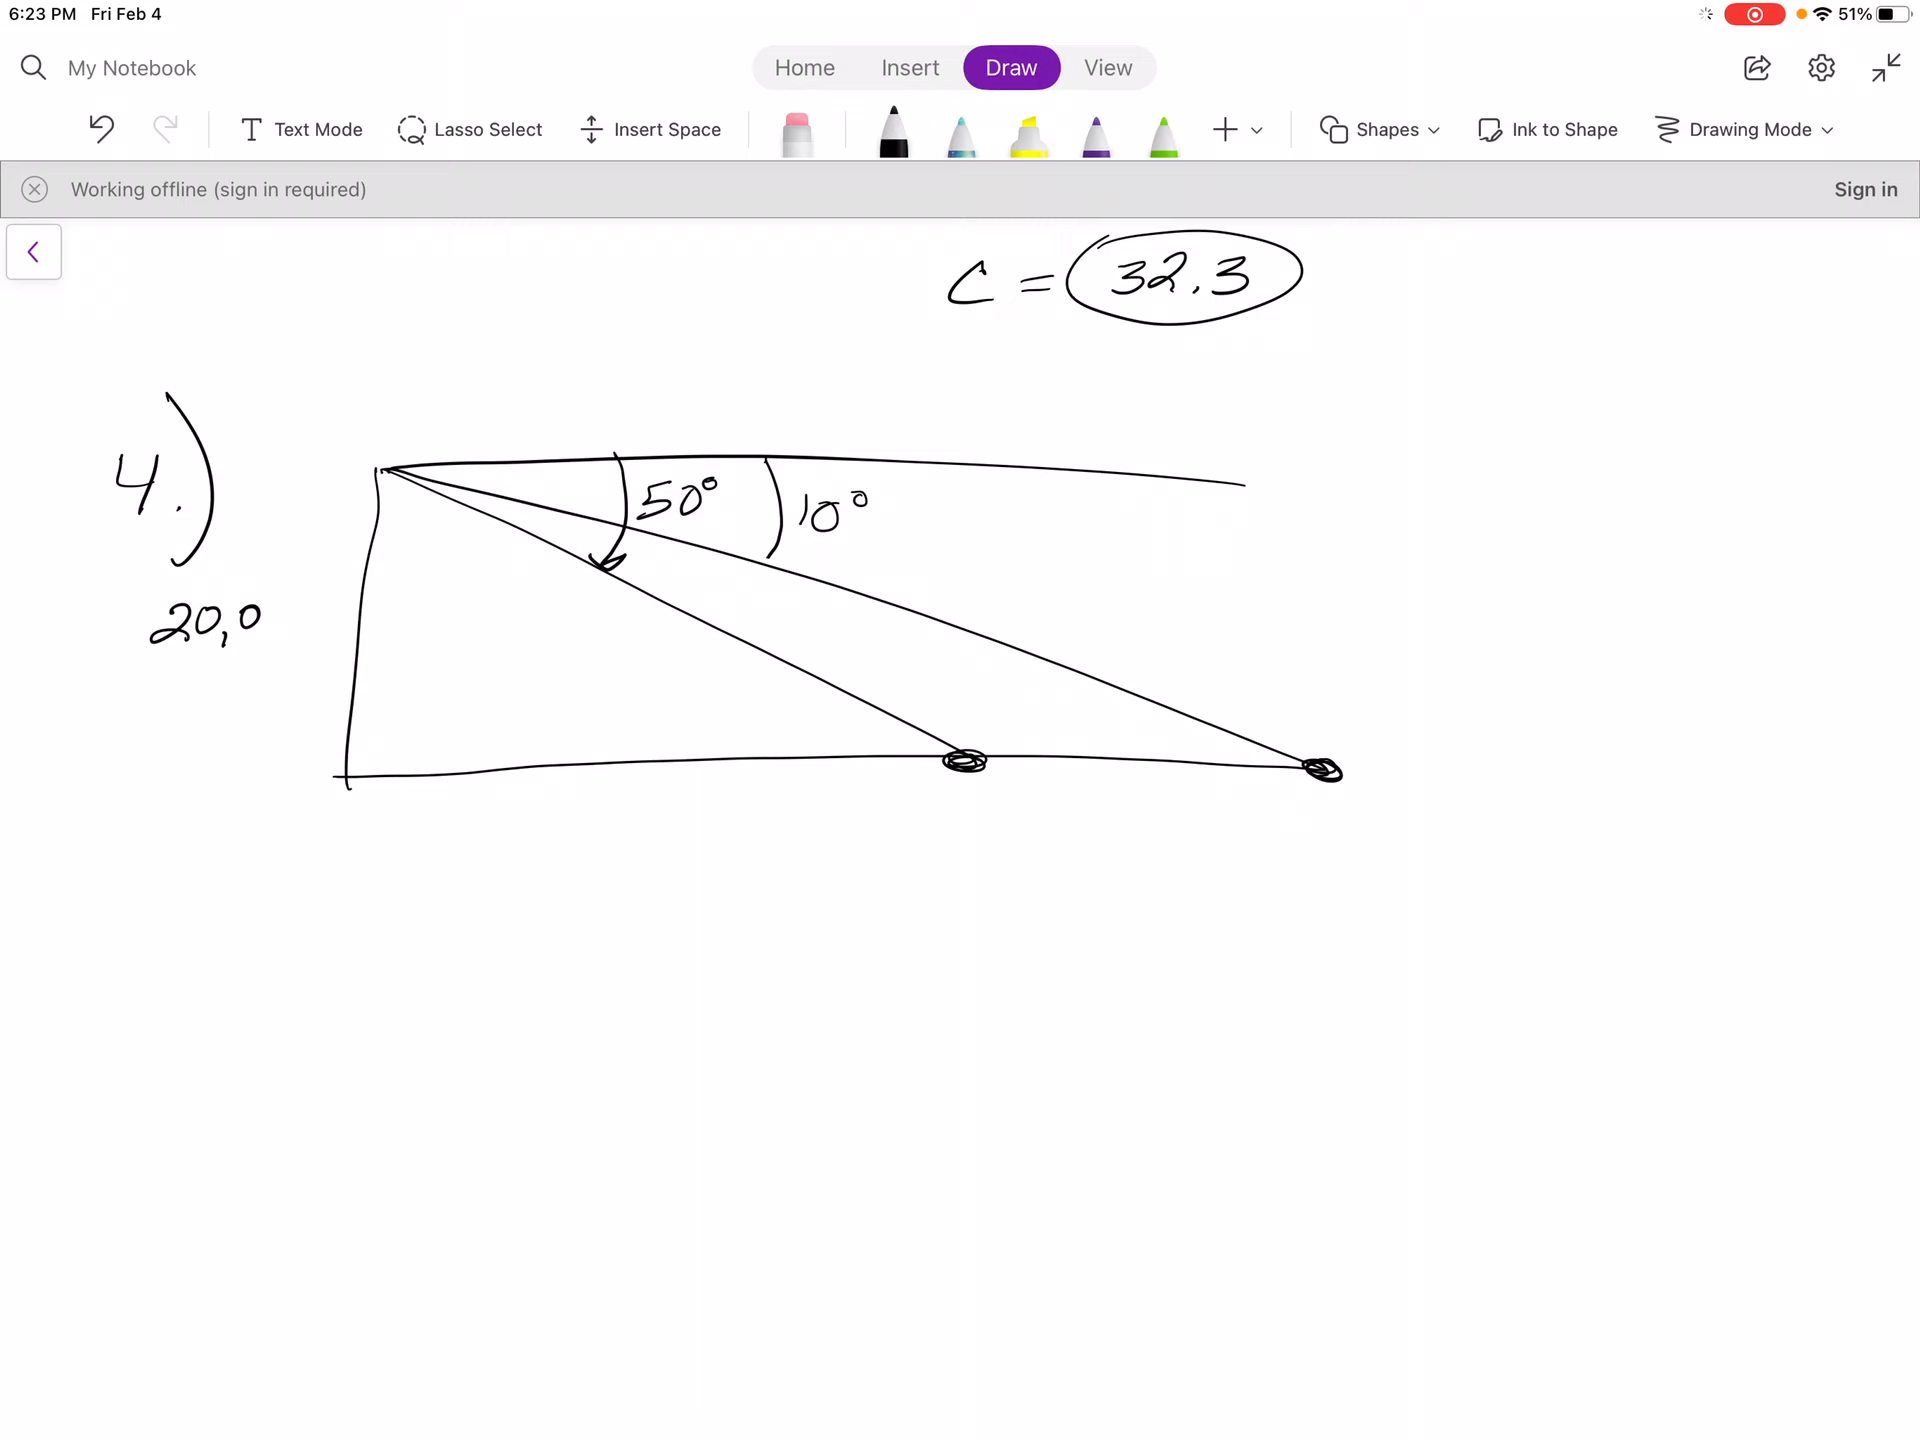 6:23 PM Fri Feb 4
51%
My Notebook
Home Insert Draw View
Text Mode Lasso Select Insert Space Shapes Ink to Shape Drawing Mode
Working offline (sign in required) Sign in
C = 32.3
4.)
50° 10°
20,0